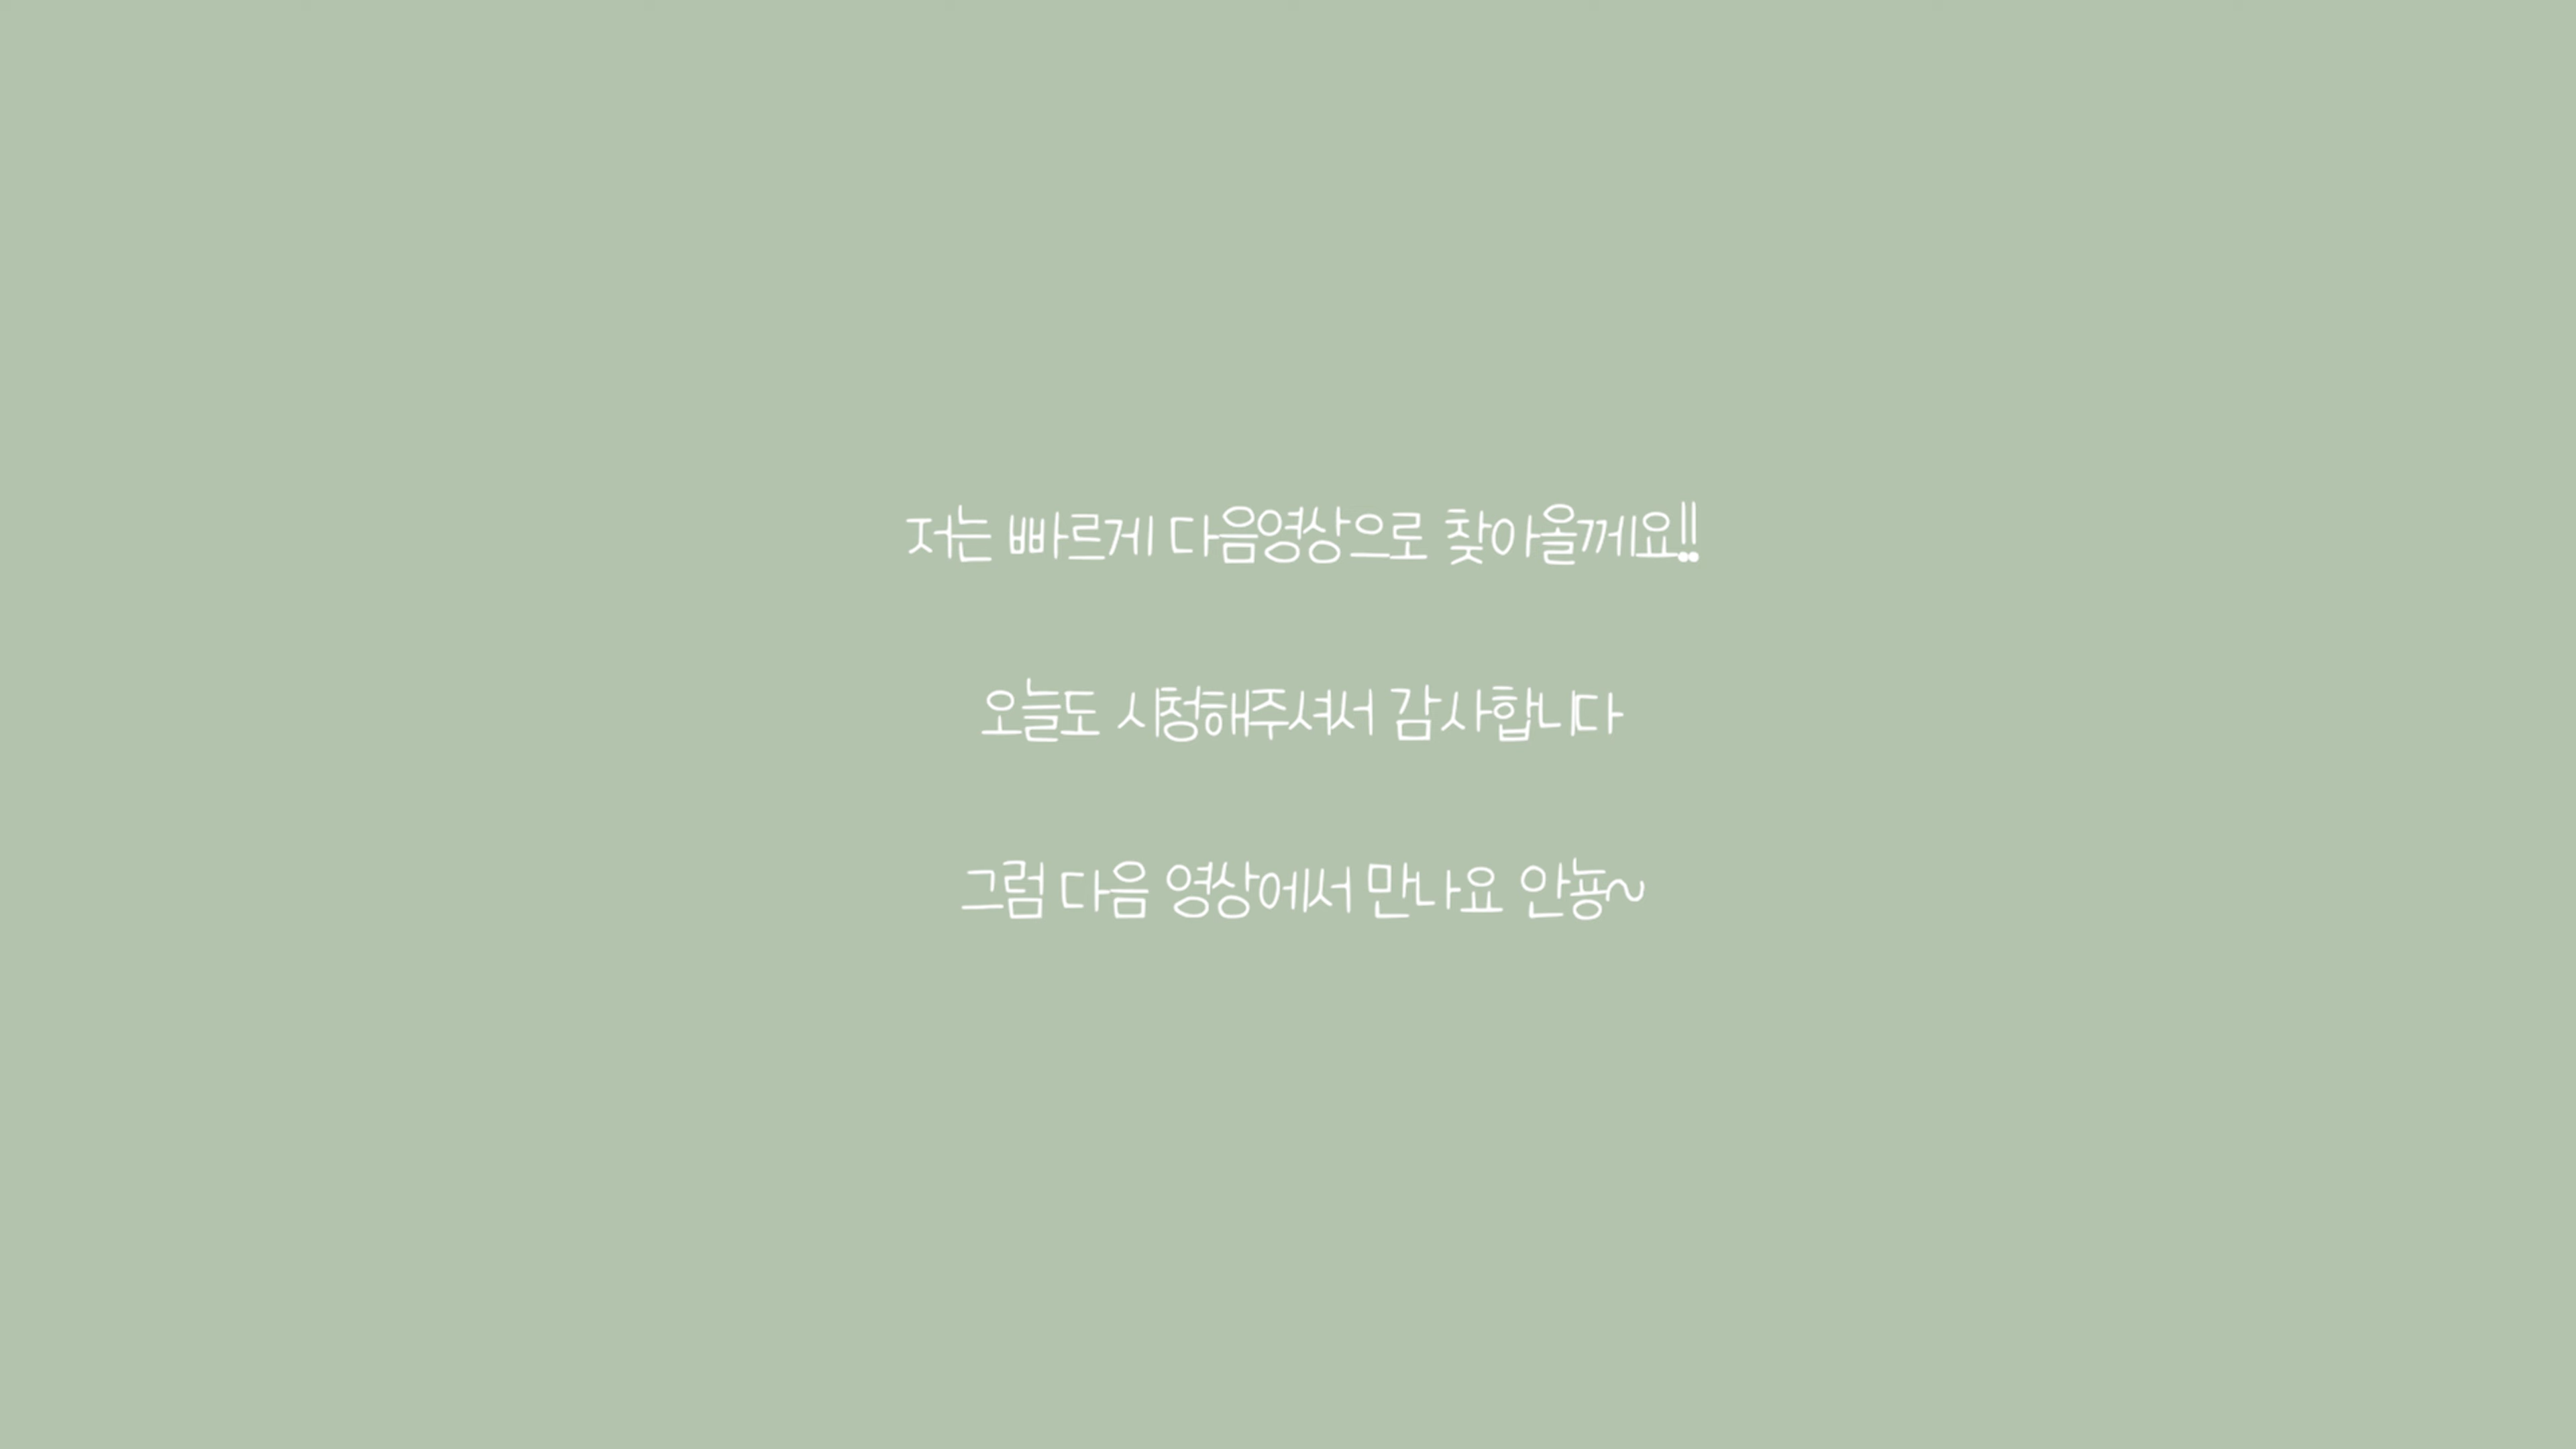 저는 빠르게 다음영상으로 찾아올께요!!
오늘도 시청해주셔서 감사합니다
그럼 다음 영상에서 만나요 안뇽~